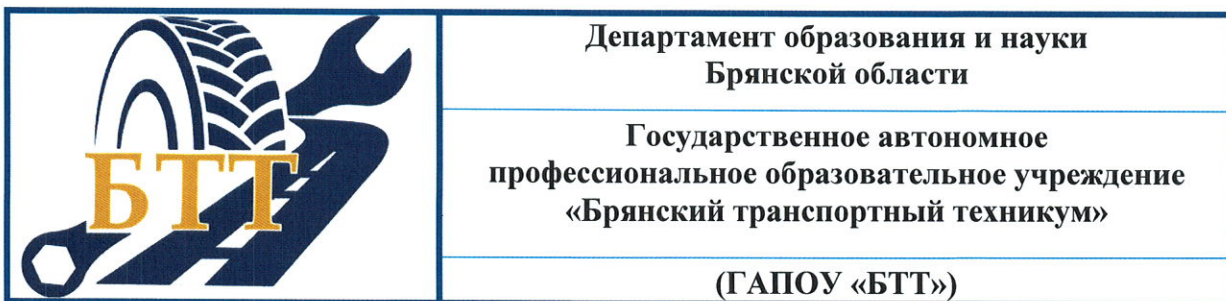 БТТ
Департамент образования и науки
Брянской области
Государственное автономное
профессиональное образовательное учреждение
«Брянский транспортный техникум»
(ГАПОУ «БТТ»)